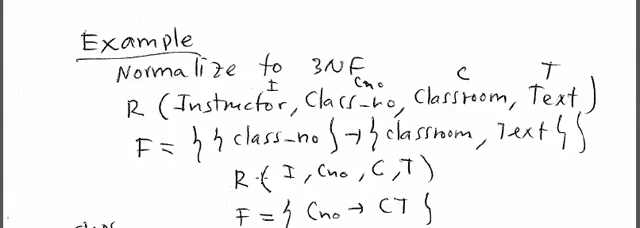 Example
Normalize to 3NF
I Cno C T
R (Instructor, Class-no, Classroom, Text)
F = { { class-no } → { classroom, Text } }
R { I, Cno, C, T)
F = { Cno → CT }